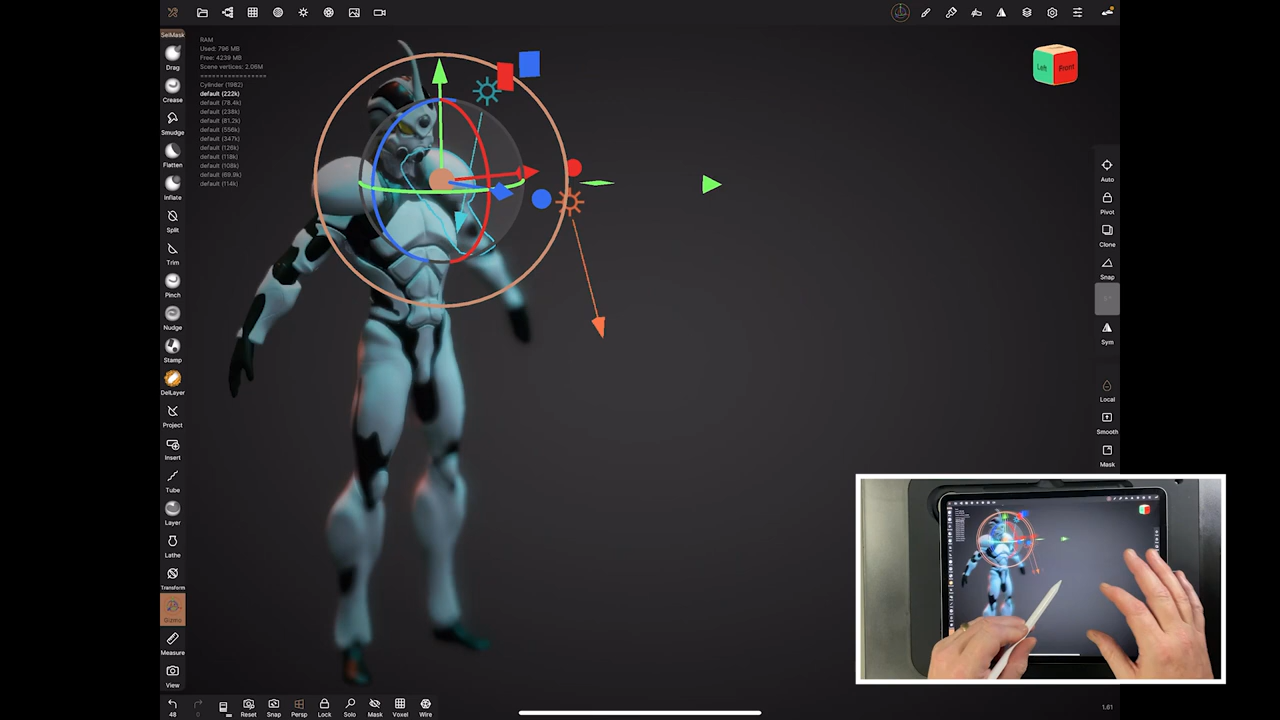 SelMask
Drag
Crease
Smudge
Flatten
Inflate
Split
Trim
Pinch
Nudge
Stamp
DelLayer
Project
Insert
Tube
Layer
Lathe
Transform
Gizmo
Measure
View
RAM
Used: 796 MB
Free: 4239 MB
Scene vertices: 2.06M
==================
Cylinder (1982)
default (222k)
default (78.4k)
default (238k)
default (81.2k)
default (556k)
default (347k)
default (126k)
default (118k)
default (108k)
default (69.9k)
default (114k)
Left
Front
Auto
Pivot
Clone
Snap
Sym
Local
Smooth
Mask
48
0
Reset
Snap
Persp
Lock
Solo
Mask
Voxel
Wire
1.61